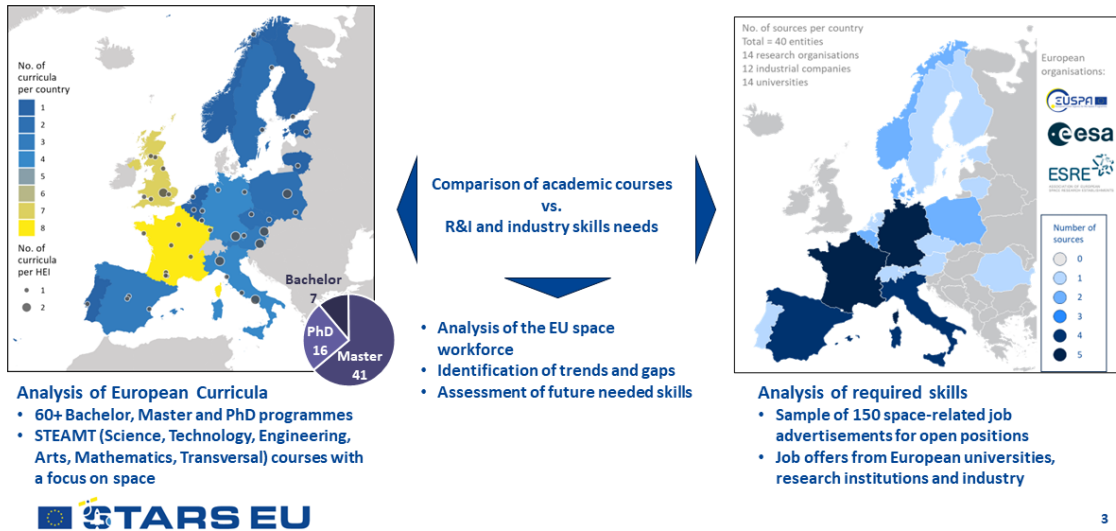 No. of
curricula
per country
1
2
3
4
5
6
7
8
No. of
curricula
per HEI
1
2
Bachelor
7
PhD
16
Master
41
Analysis of European Curricula
• 60+ Bachelor, Master and PhD programmes
• STEAMT (Science, Technology, Engineering,
Arts, Mathematics, Transversal) courses with
a focus on space
Comparison of academic courses
vs.
R&I and industry skills needs
• Analysis of the EU space
workforce
• Identification of trends and gaps
• Assessment of future needed skills
No. of sources per country
Total = 40 entities
14 research organisations
12 industrial companies
14 universities
European
organisations:
EUSPA
esa
ESRE
ASSOCIATION OF EUROPEAN
SPACE RESEARCH ESTABLISHMENTS
Number of
sources
0
1
2
3
4
5
Analysis of required skills
• Sample of 150 space-related job
advertisements for open positions
• Job offers from European universities,
research institutions and industry
STARS EU
3